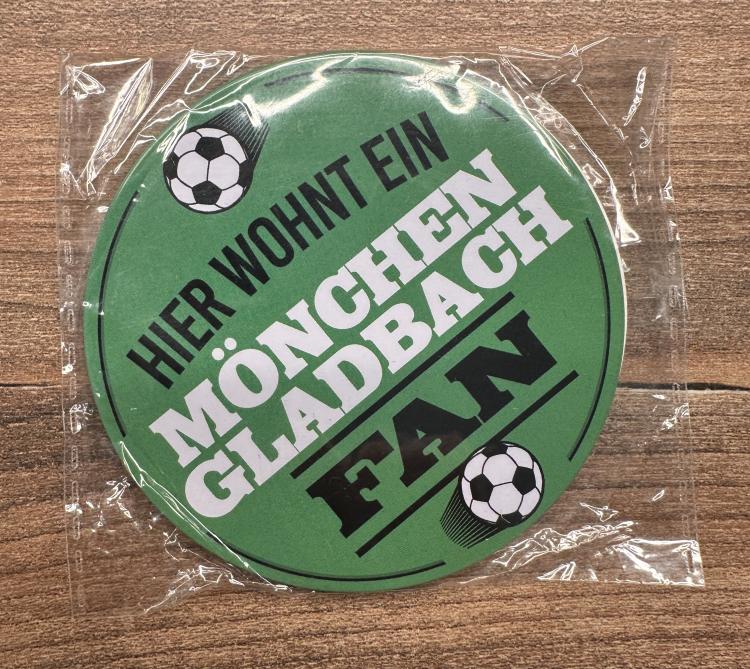 HIER WOHNT EIN
MÖNCHEN
GLADBACH
FAN